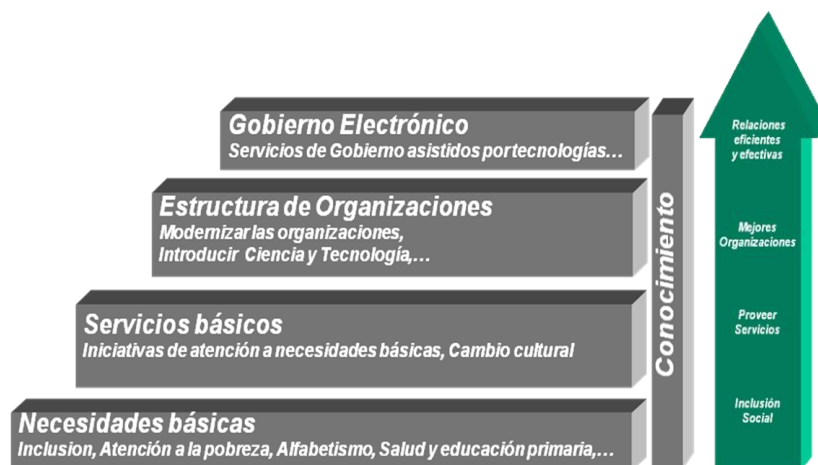 Gobierno Electrónico
Servicios de Gobierno asistidos portecnologías...
Estructura de Organizaciones
Modernizar las organizaciones,
Introducir Ciencia y Tecnología,...
Servicios básicos
Iniciativas de atención a necesidades básicas, Cambio cultural
Necesidades básicas
Inclusion, Atención a la pobreza, Alfabetismo, Salud y educación primaria,...
Conocimiento
Relaciones
eficientes
y efectivas
Mejores
Organizaciones
Proveer
Servicios
Inclusión
Social